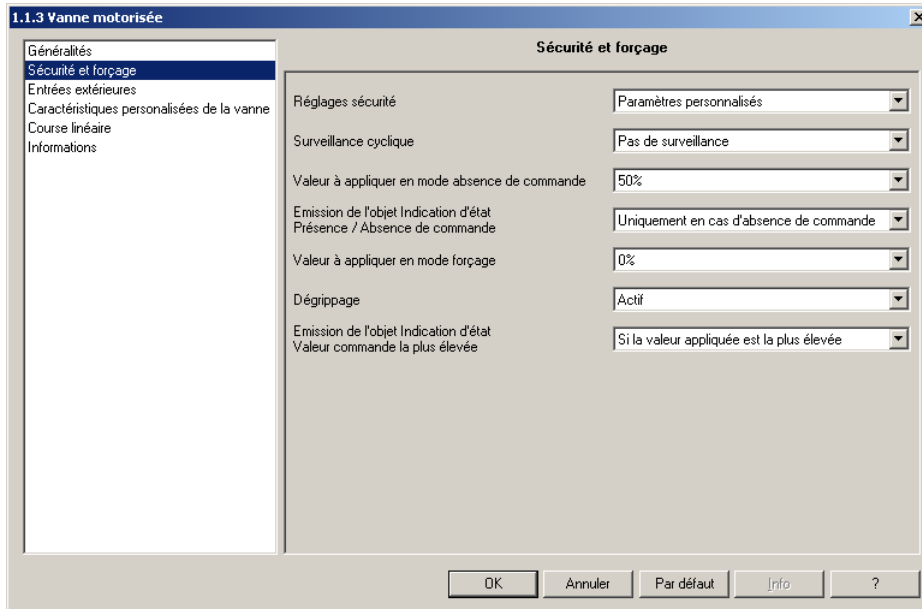 1.1.3 Vanne motorisée
Généralités
Sécurité et forçage
Entrées extérieures
Caractéristiques personalisées de la vanne
Course linéaire
Informations
Sécurité et forçage
Réglages sécurité
Paramètres personnalisés
Surveillance cyclique
Pas de surveillance
Valeur à appliquer en mode absence de commande
50%
Emission de l'objet Indication d'état
Présence / Absence de commande
Uniquement en cas d'absence de commande
Valeur à appliquer en mode forçage
0%
Dégrippage
Actif
Emission de l'objet Indication d'état
Valeur commande la plus élevée
Si la valeur appliquée est la plus élevée
OK
Annuler
Par défaut
Info
?